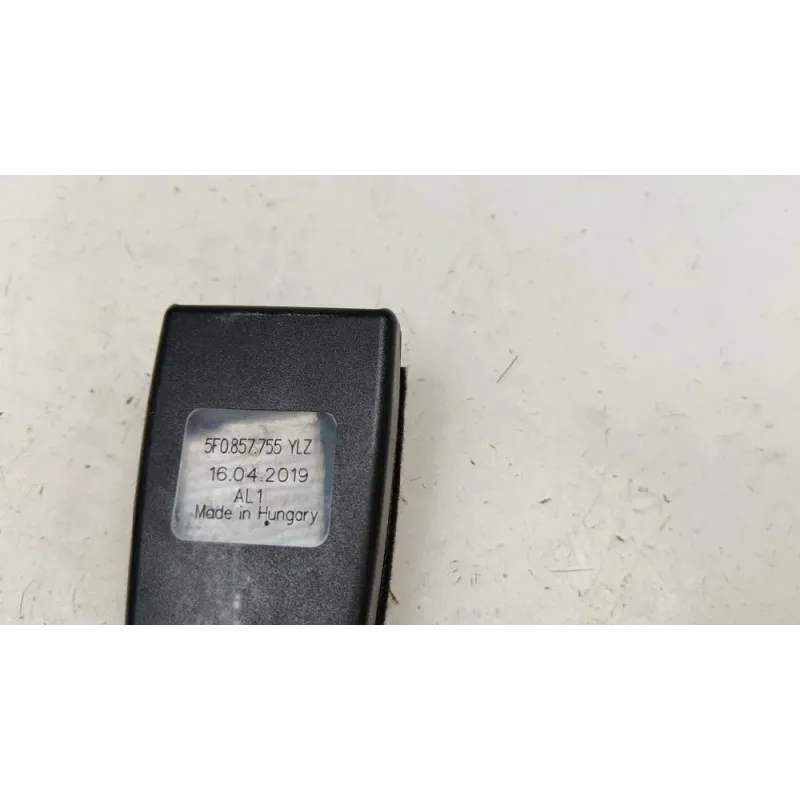 5F0.857.755 YLZ
16.04.2019
AL1
Made in Hungary